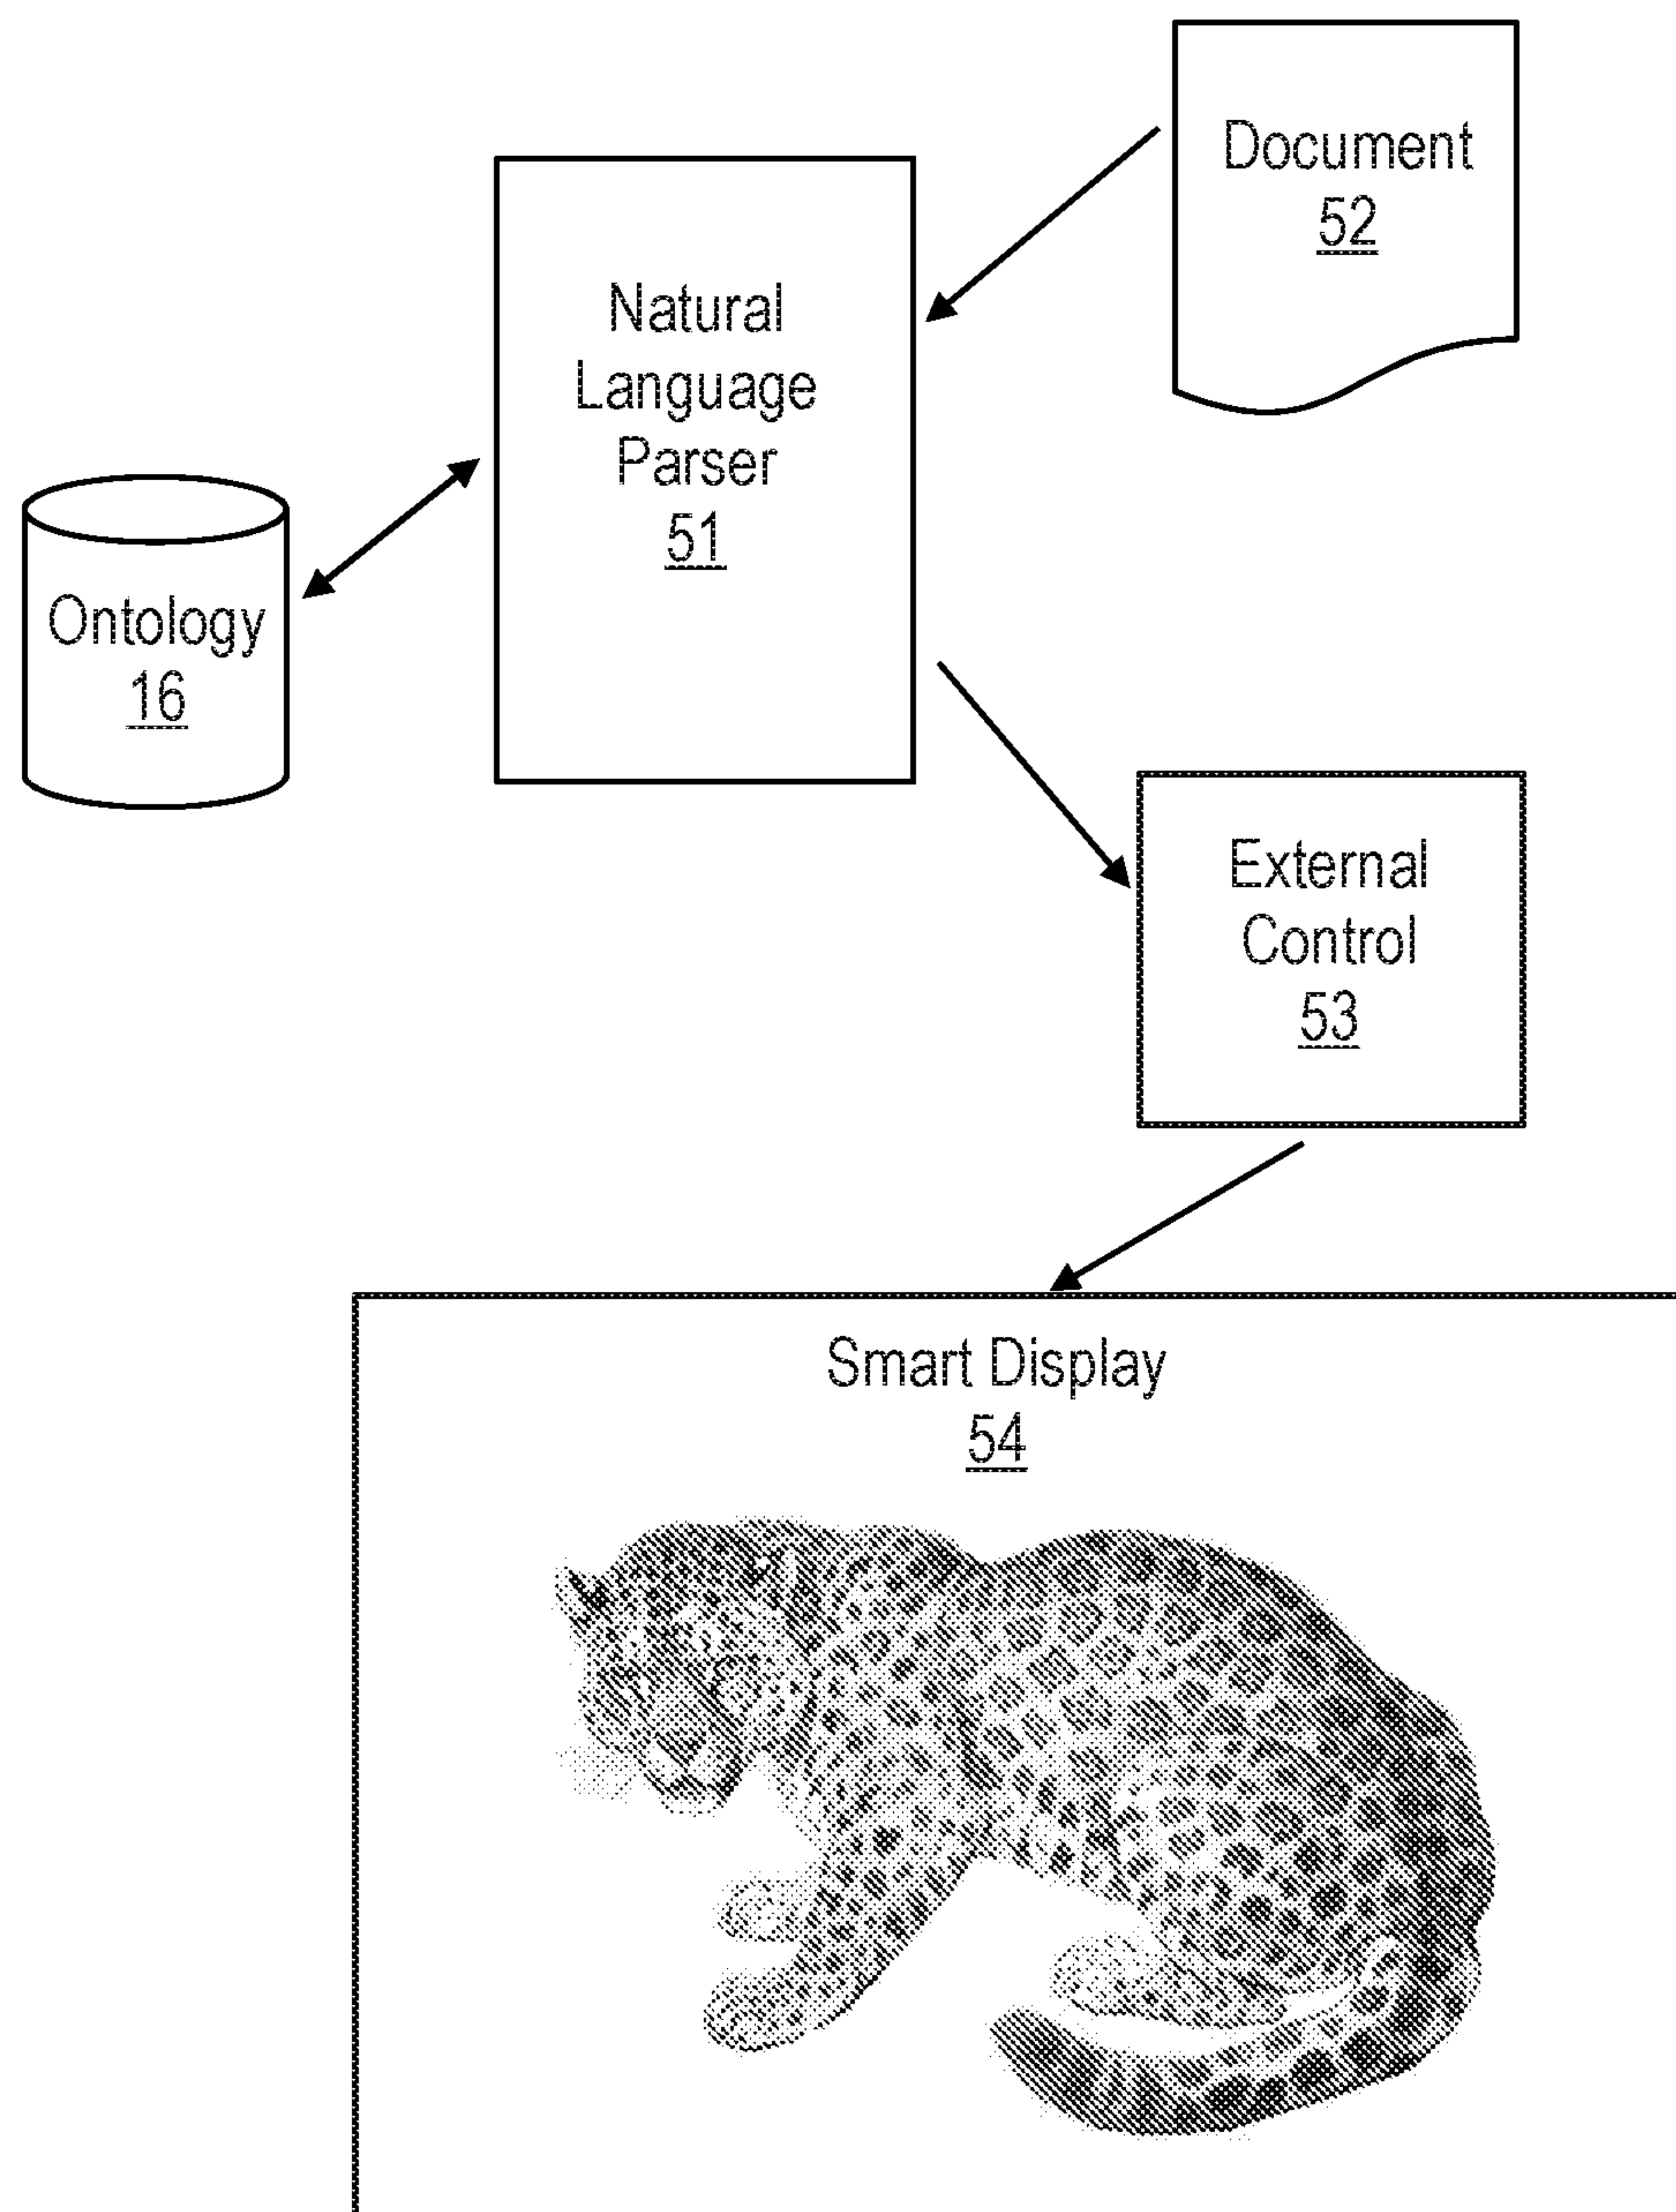 Document
52
Natural
Language
Parser
51
Ontology
16
External
Control
53
Smart Display
54